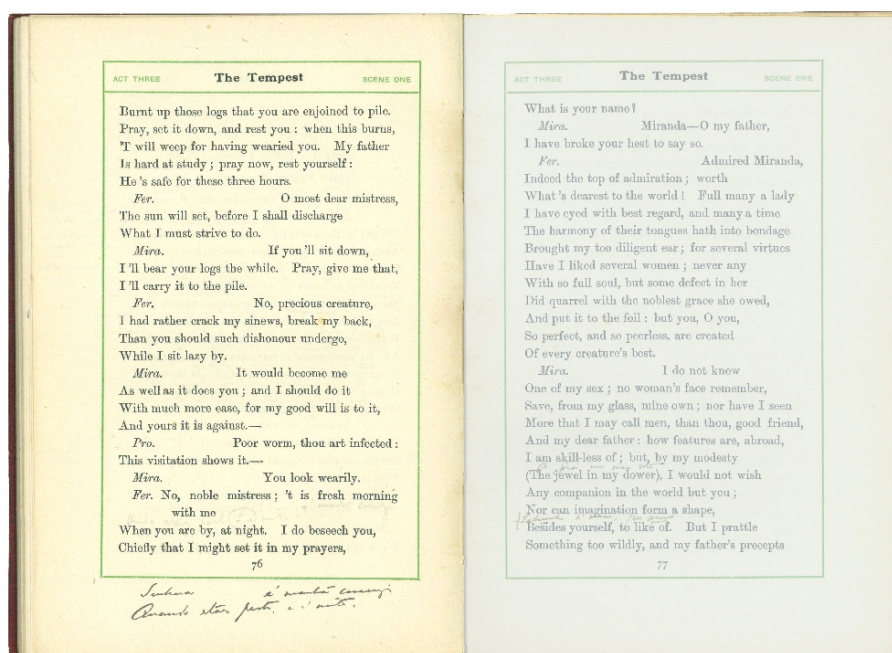 ACT THREE The Tempest SCENE ONE
Burnt up those logs that you are enjoined to pile.
Pray, set it down, and rest you : when this burns,
'T will weep for having wearied you. My father
Is hard at study ; pray now, rest yourself :
He 's safe for these three hours.
Fer. O most dear mistress,
The sun will set, before I shall discharge
What I must strive to do.
Mira. If you 'll sit down,
I 'll bear your logs the while. Pray, give me that,
I 'll carry it to the pile.
Fer. No, precious creature,
I had rather crack my sinews, break my back,
Than you should such dishonour undergo,
While I sit lazy by.
Mira. It would become me
As well as it does you ; and I should do it
With much more ease, for my good will is to it,
And yours it is against.—
Pro. Poor worm, thou art infected :
This visitation shows it.—
Mira. You look wearily.
Fer. No, noble mistress ; 't is fresh morning
with me
When you are by, at night. I do beseech you,
Chiefly that I might set it in my prayers,
76
Senhora á manhã
Quando estás é noite.
ACT THREE The Tempest SCENE ONE
What is your name?
Mira. Miranda—O my father,
I have broke your hest to say so.
Fer. Admired Miranda,
Indeed the top of admiration ; worth
What 's dearest to the world ! Full many a lady
I have eyed with best regard, and many a time
The harmony of their tongues hath into bondage
Brought my too diligent ear ; for several virtues
Have I liked several women ; never any
With so full soul, but some defect in her
Did quarrel with the noblest grace she owed,
And put it to the foil : but you, O you,
So perfect, and so peerless, are created
Of every creature's best.
Mira. I do not know
One of my sex ; no woman's face remember,
Save, from my glass, mine own ; nor have I seen
More that I may call men, than thou, good friend,
And my dear father : how features are, abroad,
I am skill-less of ; but, by my modesty
(The jewel in my dower), I would not wish
Any companion in the world but you ;
Nor can imagination form a shape,
Besides yourself, to like of. But I prattle
Something too wildly, and my father's precepts
77